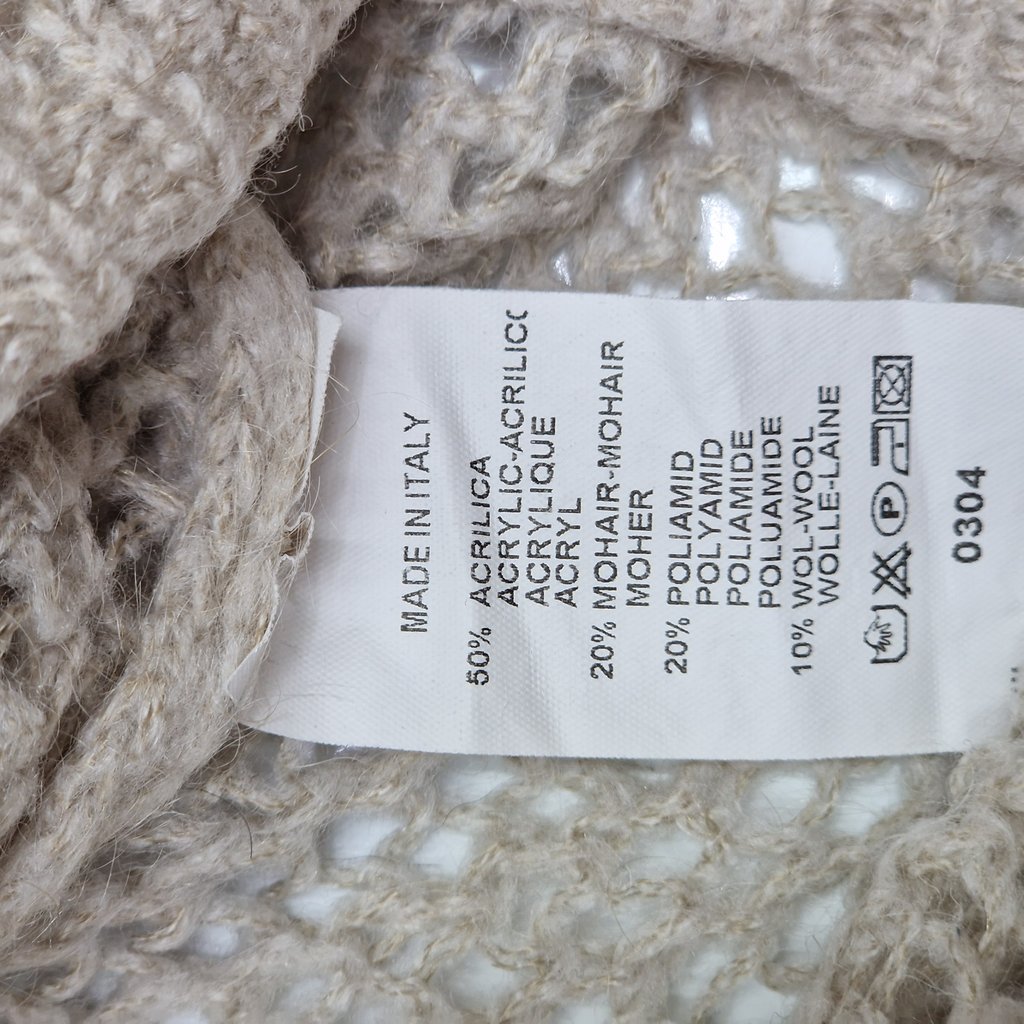 MADE IN ITALY
50% ACRILICA
ACRYLIC-ACRILICO
ACRYLIQUE
ACRYL
20% MOHAIR-MOHAIR
MOHER
20% POLIAMID
POLYAMID
POLIAMIDE
POLUAMIDE
10% WOL-WOOL
WOLLE-LAINE
P
0304